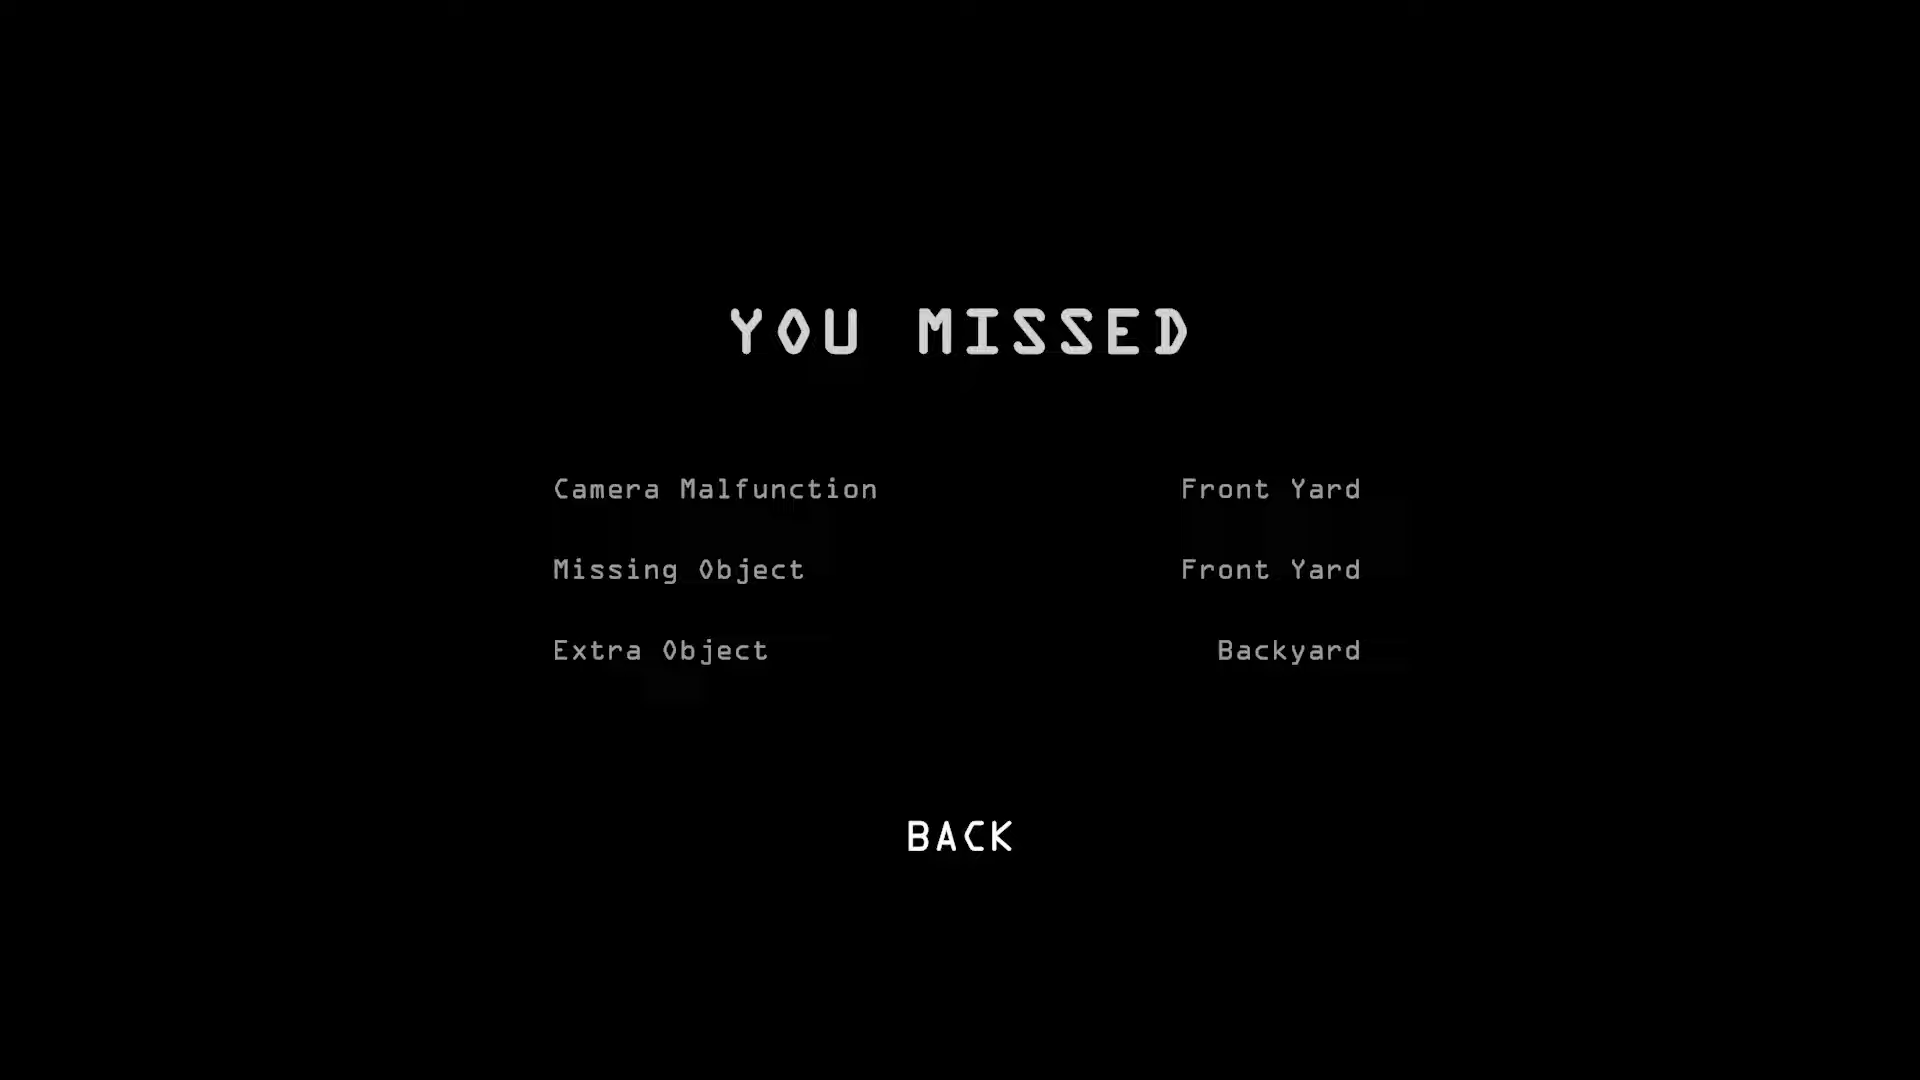 YOU MISSED
Camera Malfunction Front Yard
Missing Object Front Yard
Extra Object Backyard
BACK